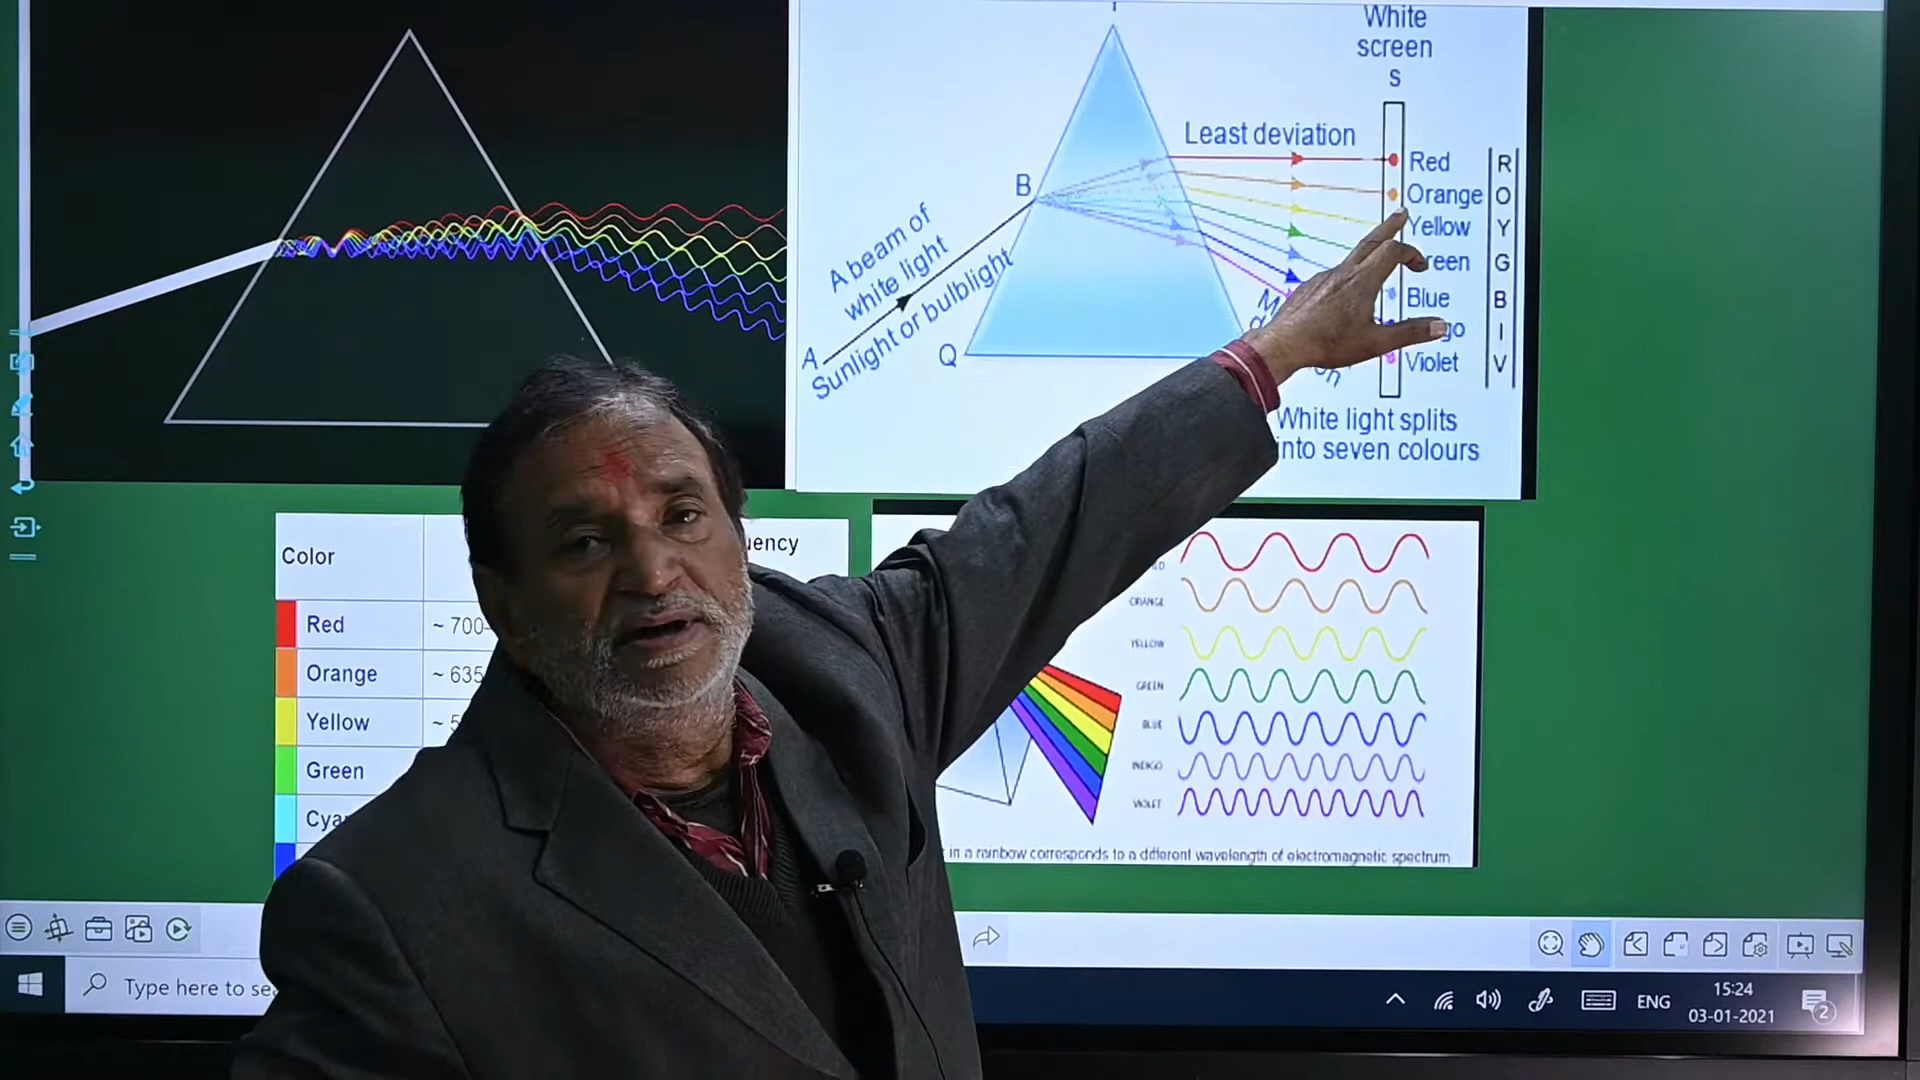 White
screen
S
Least deviation
B
A beam of
white light
A
Sunlight or bulblight
Q
Red
Orange
Yellow
Blue
Violet
R
O
Y
G
B
I
V
White light splits
into seven colours
Color
Red
~ 700
Orange
~ 635
Yellow
Green
ORANGE
YELLOW
GREEN
BLUE
INDIGO
VIOLET
in a rainbow corresponds to a different wavelength of electromagnetic spectrum
Type here to
ENG
15:24
03-01-2021
2